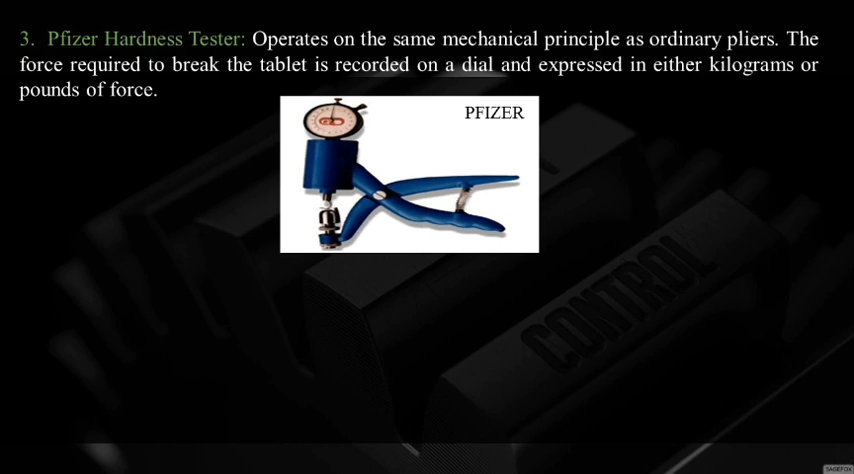 3. Pfizer Hardness Tester: Operates on the same mechanical principle as ordinary pliers. The
force required to break the tablet is recorded on a dial and expressed in either kilograms or
pounds of force.
PFIZER
CONTROL
SAGEFOX